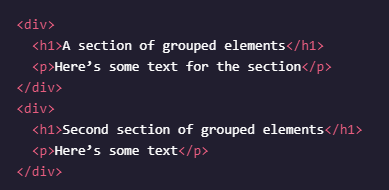 <div>
<h1>A section of grouped elements</h1>
<p>Here’s some text for the section</p>
</div>
<div>
<h1>Second section of grouped elements</h1>
<p>Here’s some text</p>
</div>